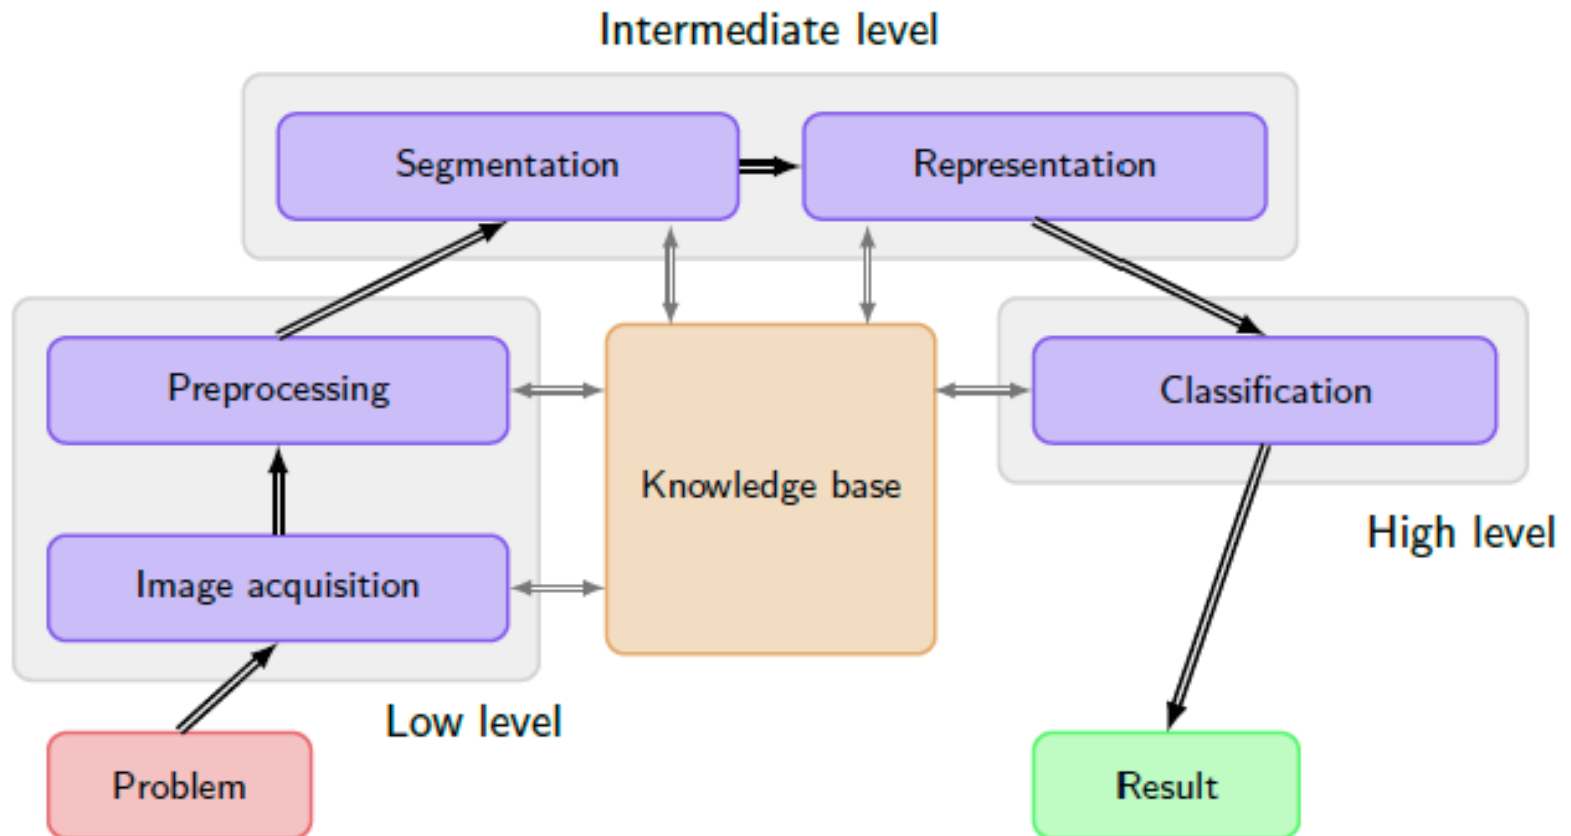 Intermediate level
Segmentation
Representation
Preprocessing
Classification
Knowledge base
High level
Image acquisition
Low level
Problem
Result